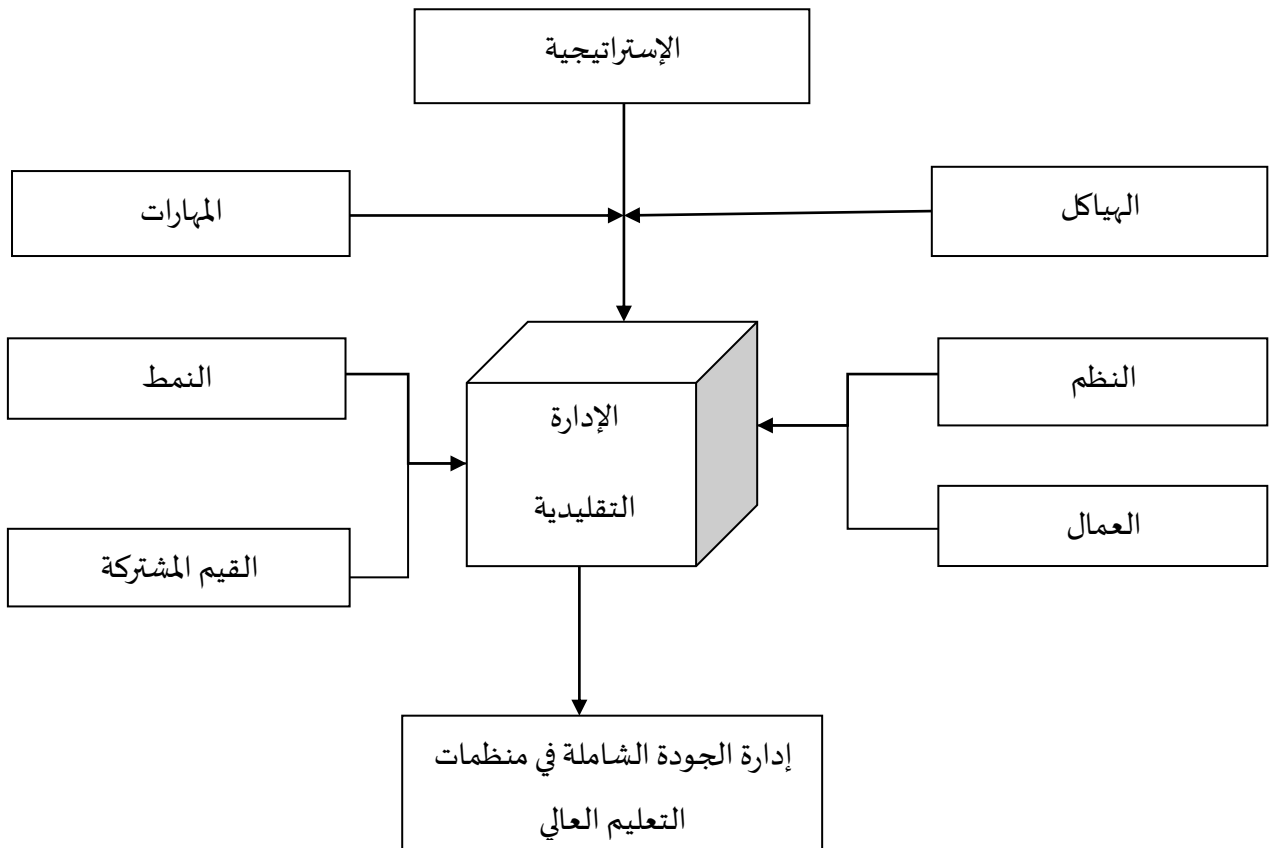 الإستراتيجية
الهياكل
المهارات
النظم
النمط
الإدارة
التقليدية
العمال
القيم المشتركة
إدارة الجودة الشاملة في منظمات
التعليم العالي